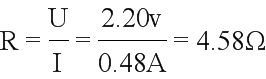 R = U/I = 2.20v/0.48A = 4.58Ω